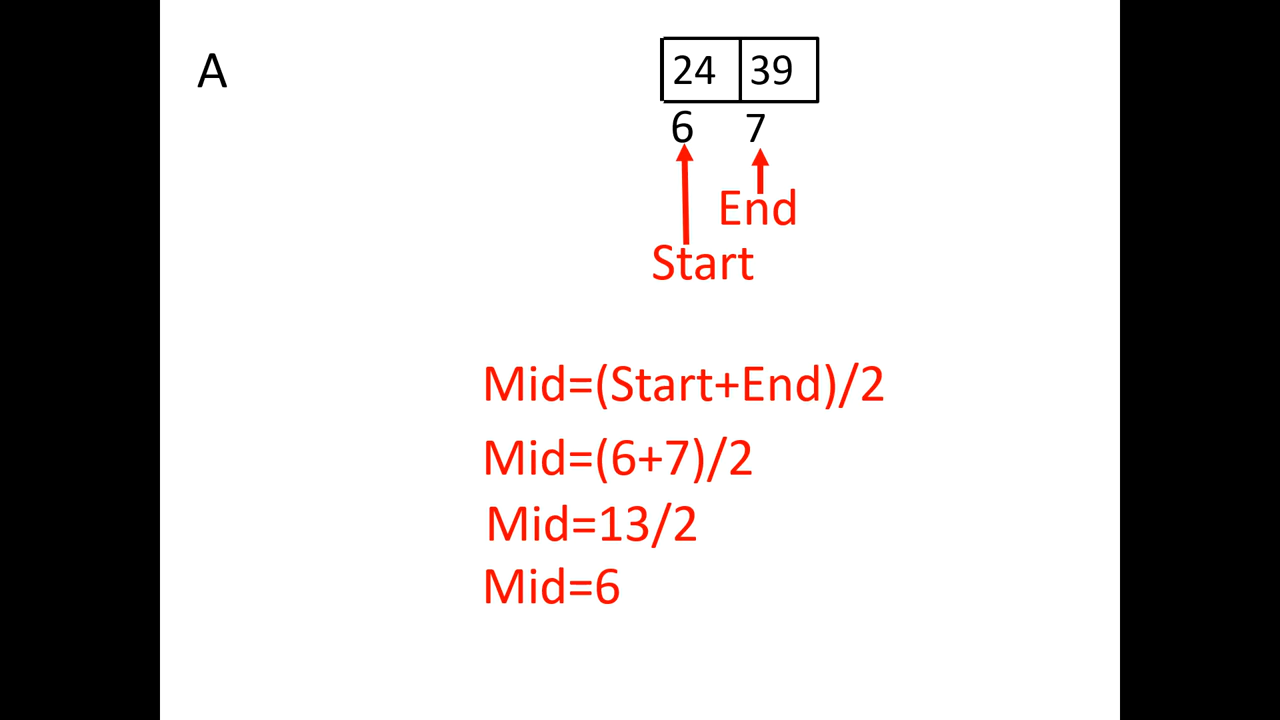 A
24 39
6 7
End
Start
Mid=(Start+End)/2
Mid=(6+7)/2
Mid=13/2
Mid=6